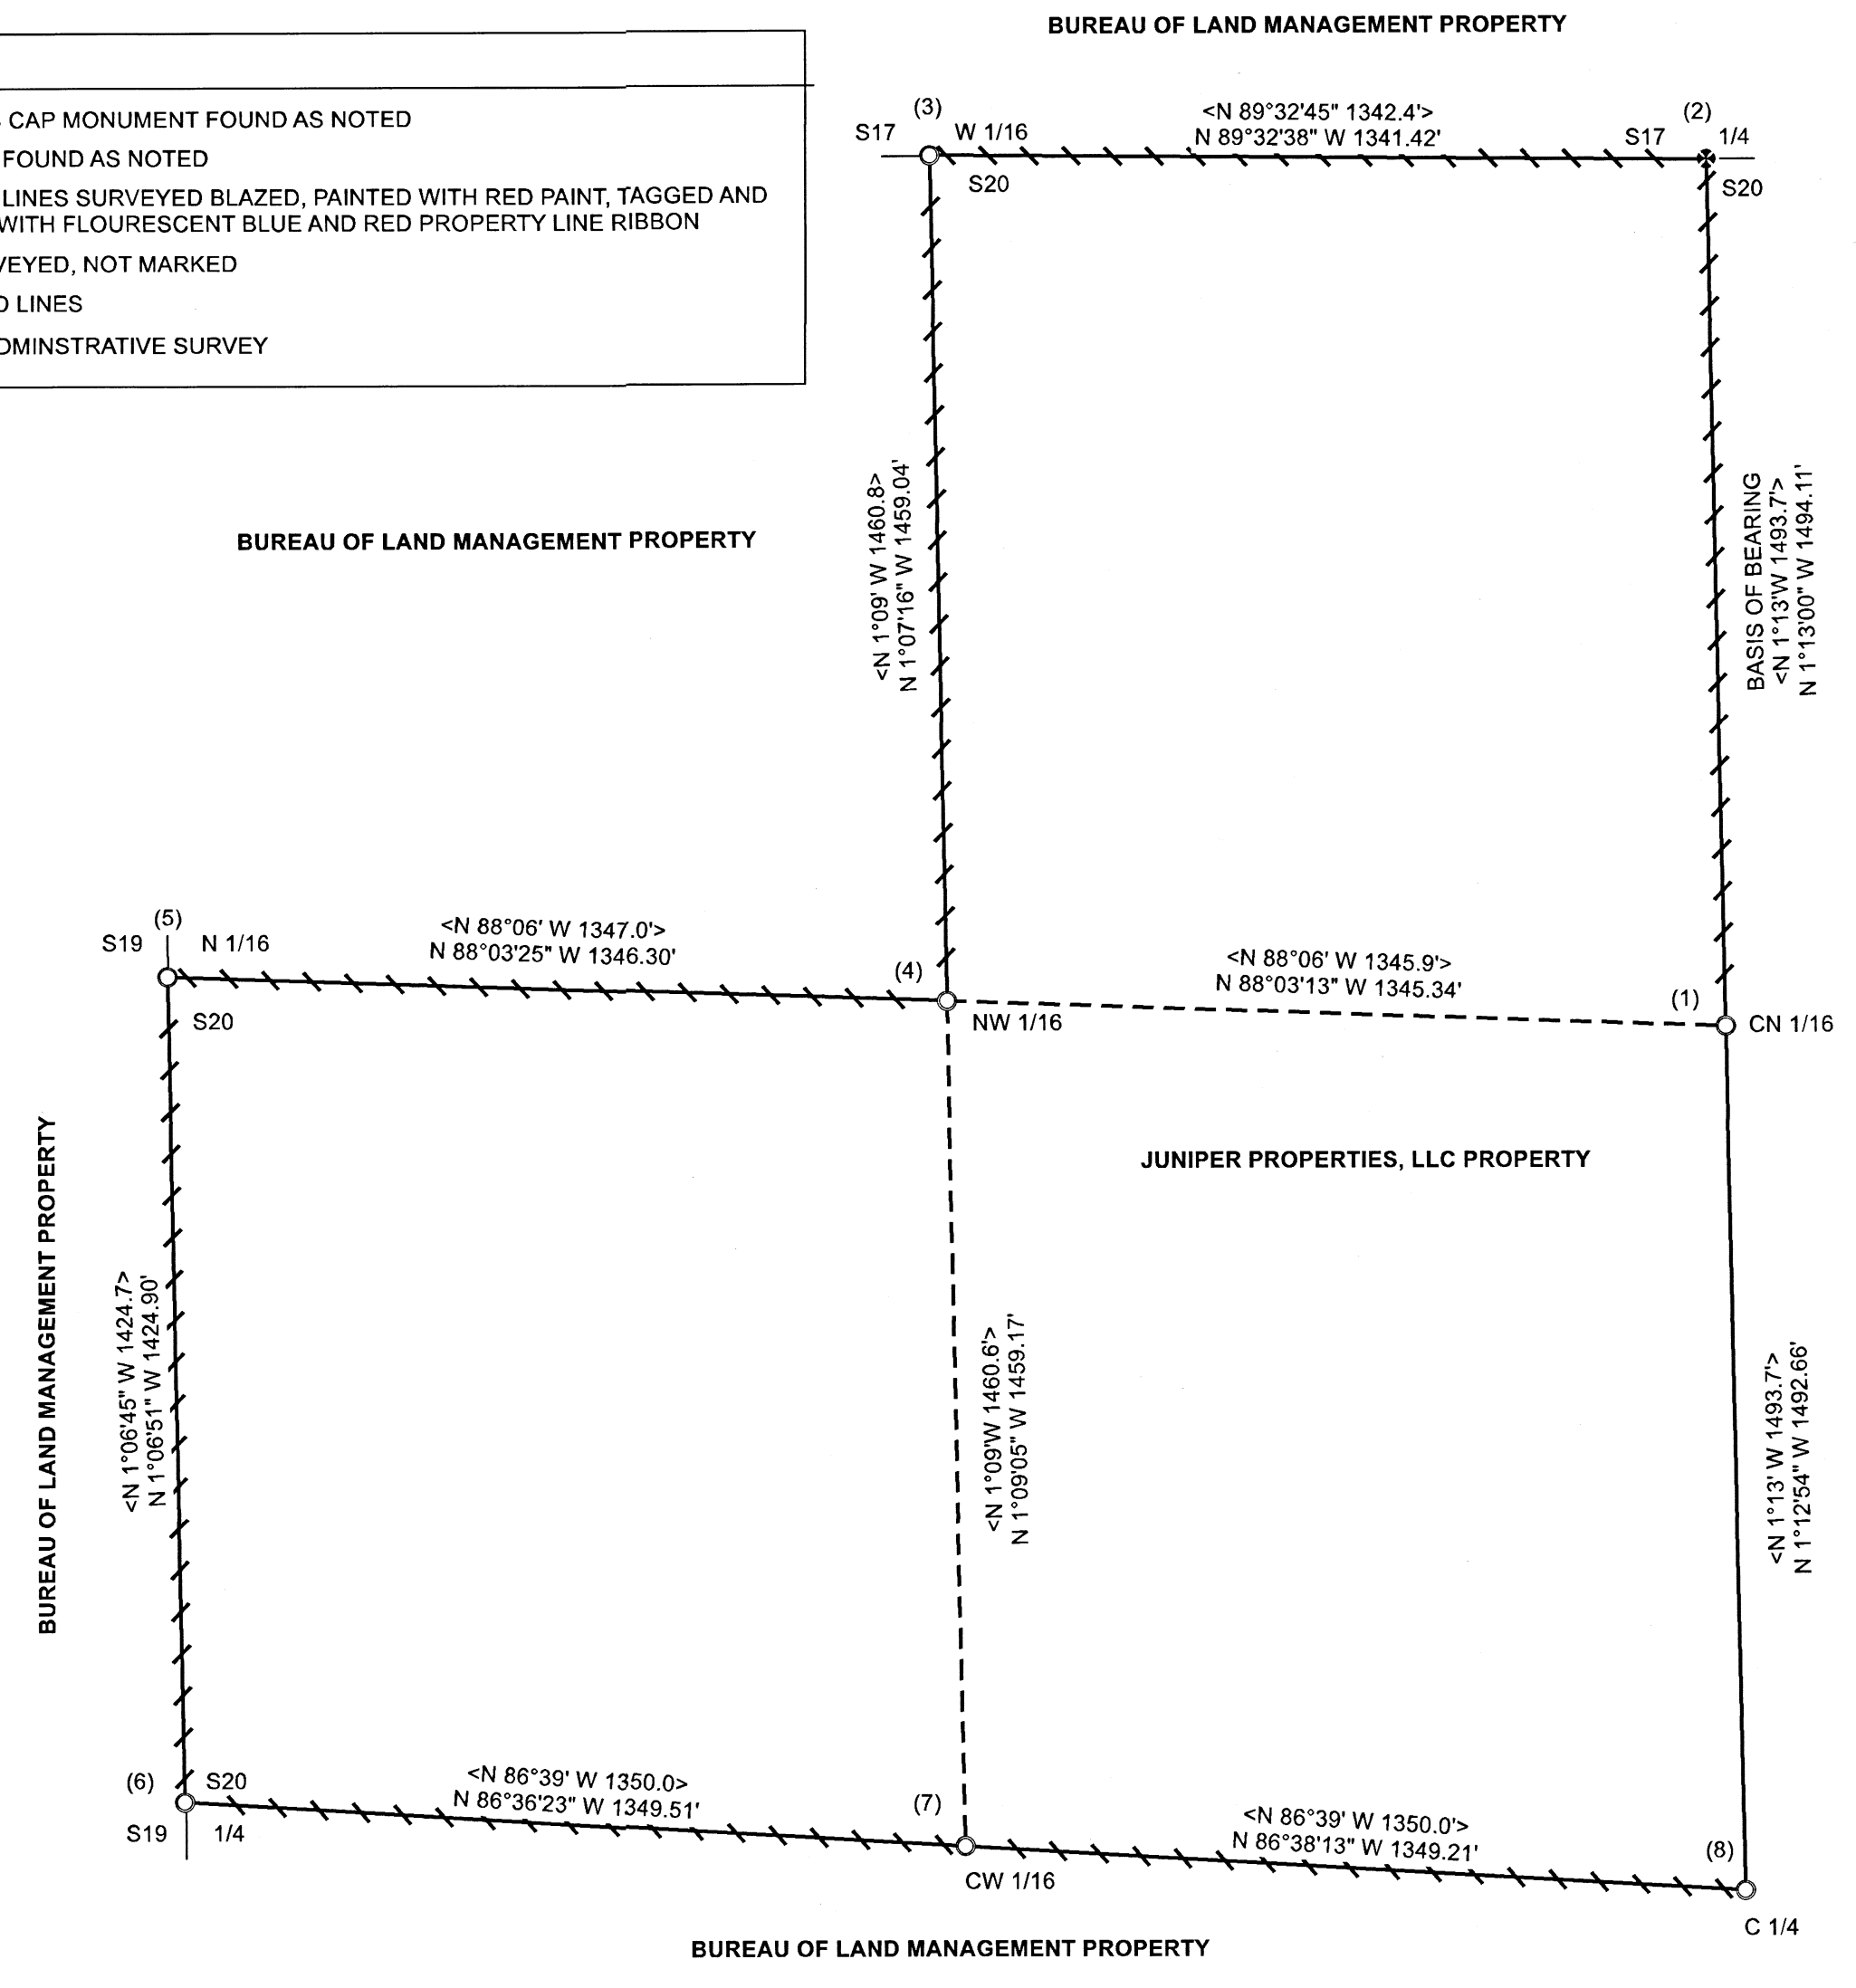 BUREAU OF LAND MANAGEMENT PROPERTY
CAP MONUMENT FOUND AS NOTED
FOUND AS NOTED
LINES SURVEYED BLAZED, PAINTED WITH RED PAINT, TAGGED AND
WITH FLOURESCENT BLUE AND RED PROPERTY LINE RIBBON
VEYED, NOT MARKED
LINES
DMINSTRATIVE SURVEY
(3)
<N 89°32'45" 1342.4'>
(2)
S17 W 1/16
N 89°32'38" W 1341.42'
S17 1/4
S20
S20
<N 1°09' W 1460.8>
N 1°07'16" W 1459.04'
BASIS OF BEARING
<N 1°13'W 1493.7'>
N 1°13'00" W 1494.11'
BUREAU OF LAND MANAGEMENT PROPERTY
(5)
S19 N 1/16
<N 88°06' W 1347.0'>
N 88°03'25" W 1346.30'
(4)
<N 88°06' W 1345.9'>
N 88°03'13" W 1345.34'
(1)
S20
NW 1/16
CN 1/16
BUREAU OF LAND MANAGEMENT PROPERTY
JUNIPER PROPERTIES, LLC PROPERTY
<N 1°06'45" W 1424.7>
N 1°06'51" W 1424.90'
<N 1°09'W 1460.6'>
N 1°09'05" W 1459.17'
<N 1°13' W 1493.7'>
N 1°12'54" W 1492.66'
(6) S20
<N 86°39' W 1350.0>
N 86°36'23" W 1349.51'
(7)
<N 86°39' W 1350.0'>
N 86°38'13" W 1349.21'
(8)
S19 1/4
CW 1/16
C 1/4
BUREAU OF LAND MANAGEMENT PROPERTY